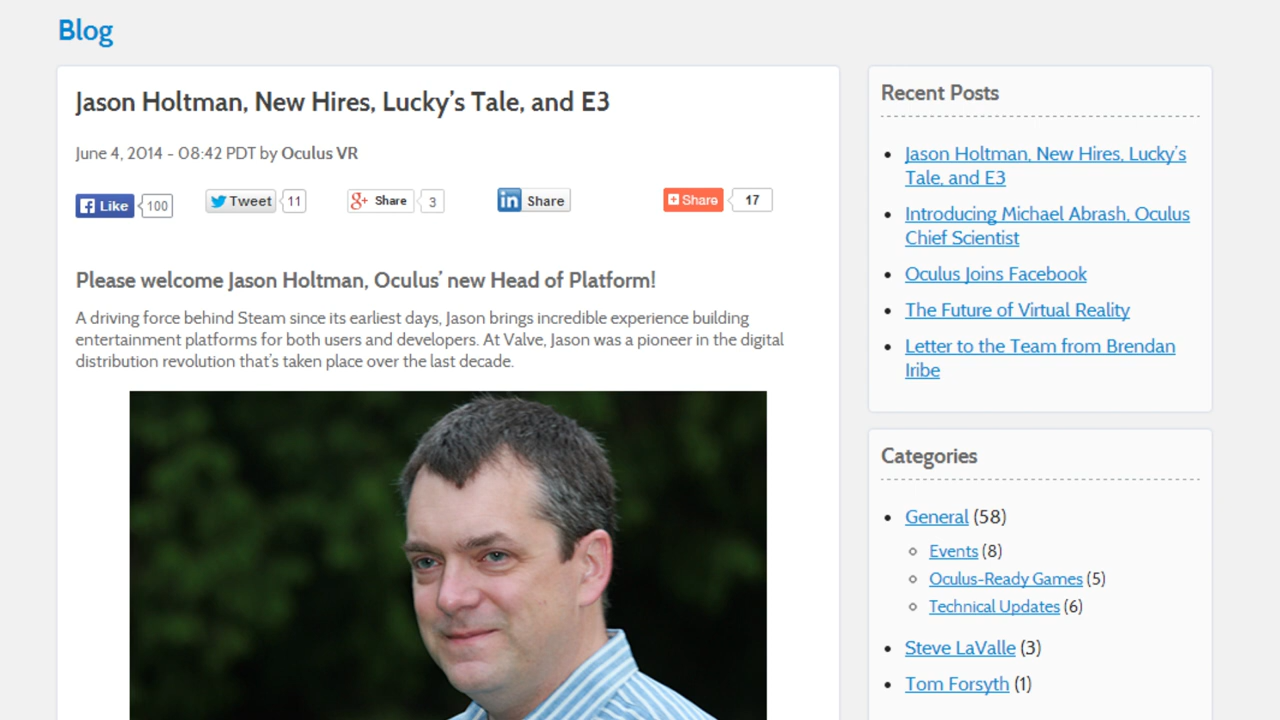 Blog
Jason Holtman, New Hires, Lucky's Tale, and E3
June 4, 2014 - 08:42 PDT by Oculus VR
Like 100
Tweet 11
g+ Share 3
in Share
Share 17
Please welcome Jason Holtman, Oculus' new Head of Platform!
A driving force behind Steam since its earliest days, Jason brings incredible experience building
entertainment platforms for both users and developers. At Valve, Jason was a pioneer in the digital
distribution revolution that's taken place over the last decade.
Recent Posts
Jason Holtman, New Hires, Lucky's
Tale, and E3
Introducing Michael Abrash, Oculus
Chief Scientist
Oculus Joins Facebook
The Future of Virtual Reality
Letter to the Team from Brendan
Iribe
Categories
General (58)
Events (8)
Oculus-Ready Games (5)
Technical Updates (6)
Steve LaValle (3)
Tom Forsyth (1)